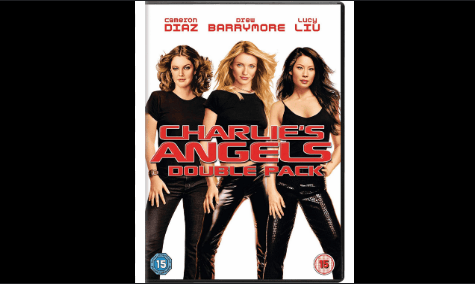 CAMERON DREW LUCY
DIAZ BARRYMORE LIU
CHARLIE'S
ANGELS
DOUBLE PACK
15 15